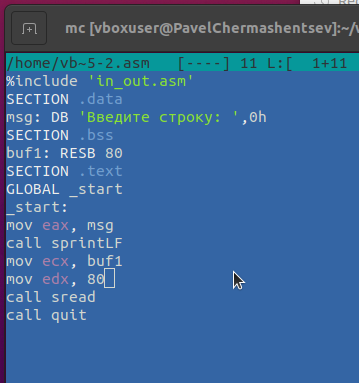 mc [vboxuser@PavelChermashentsev]:~/
/home/vb~5-2.asm [----] 11 L:[ 1+11
%include 'in_out.asm'
SECTION .data
msg: DB 'Введите строку: ',0h
SECTION .bss
buf1: RESB 80
SECTION .text
GLOBAL _start
_start:
mov eax, msg
call sprintLF
mov ecx, buf1
mov edx, 80
call sread
call quit